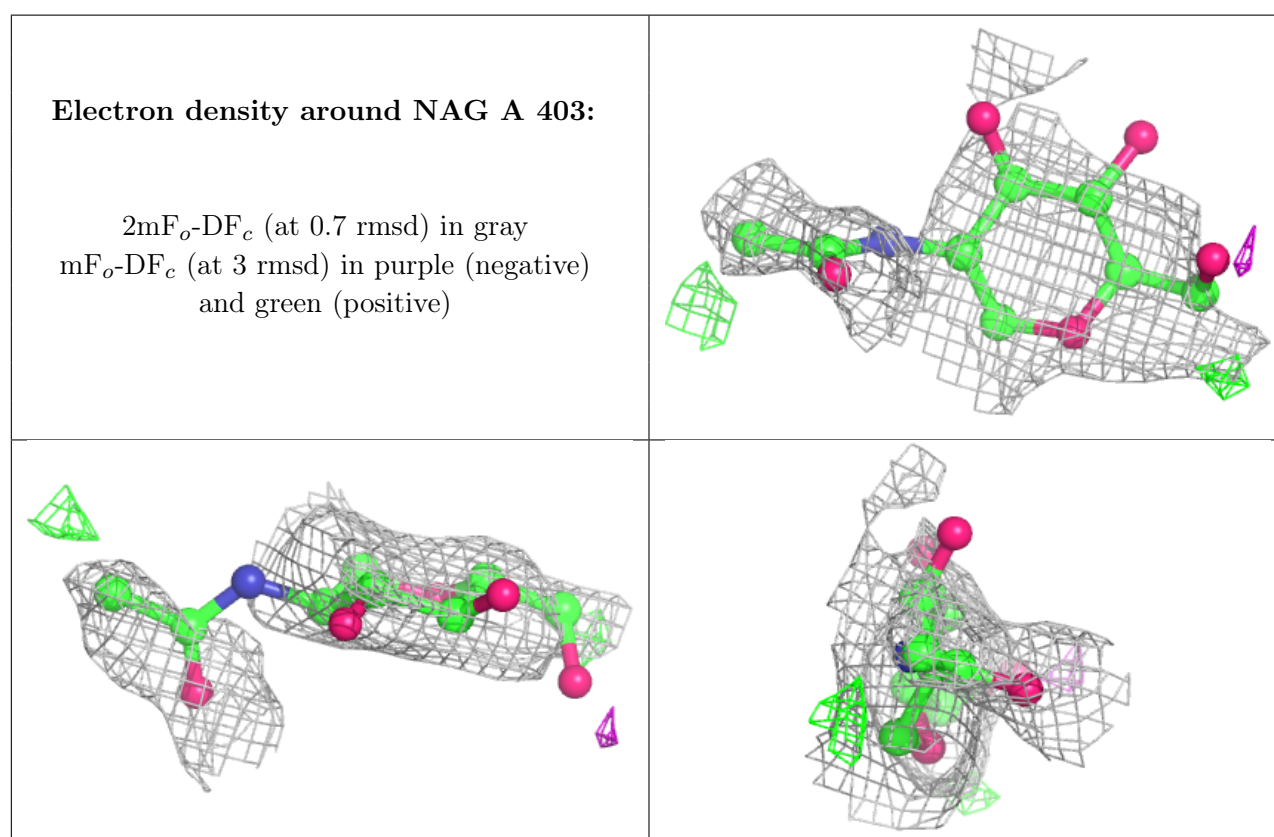 Electron density around NAG A 403:
2mFo-DFc (at 0.7 rmsd) in gray
mFo-DFc (at 3 rmsd) in purple (negative)
and green (positive)